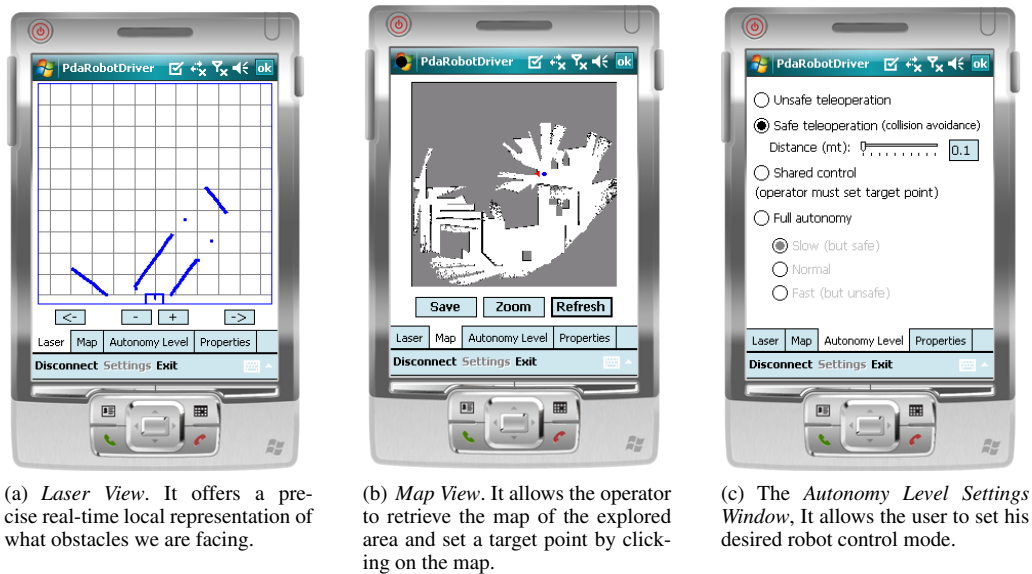 PdaRobotDriver ok
<- - + ->
Laser Map Autonomy Level Properties
Disconnect Settings Exit
(a) Laser View. It offers a pre-
cise real-time local representation of
what obstacles we are facing.
PdaRobotDriver ok
Save Zoom Refresh
Laser Map Autonomy Level Properties
Disconnect Settings Exit
(b) Map View. It allows the operator
to retrieve the map of the explored
area and set a target point by click-
ing on the map.
PdaRobotDriver ok
Unsafe teleoperation
Safe teleoperation (collision avoidance)
Distance (mt): 0.1
Shared control
(operator must set target point)
Full autonomy
Slow (but safe)
Normal
Fast (but unsafe)
Laser Map Autonomy Level Properties
Disconnect Settings Exit
(c) The Autonomy Level Settings
Window, It allows the user to set his
desired robot control mode.